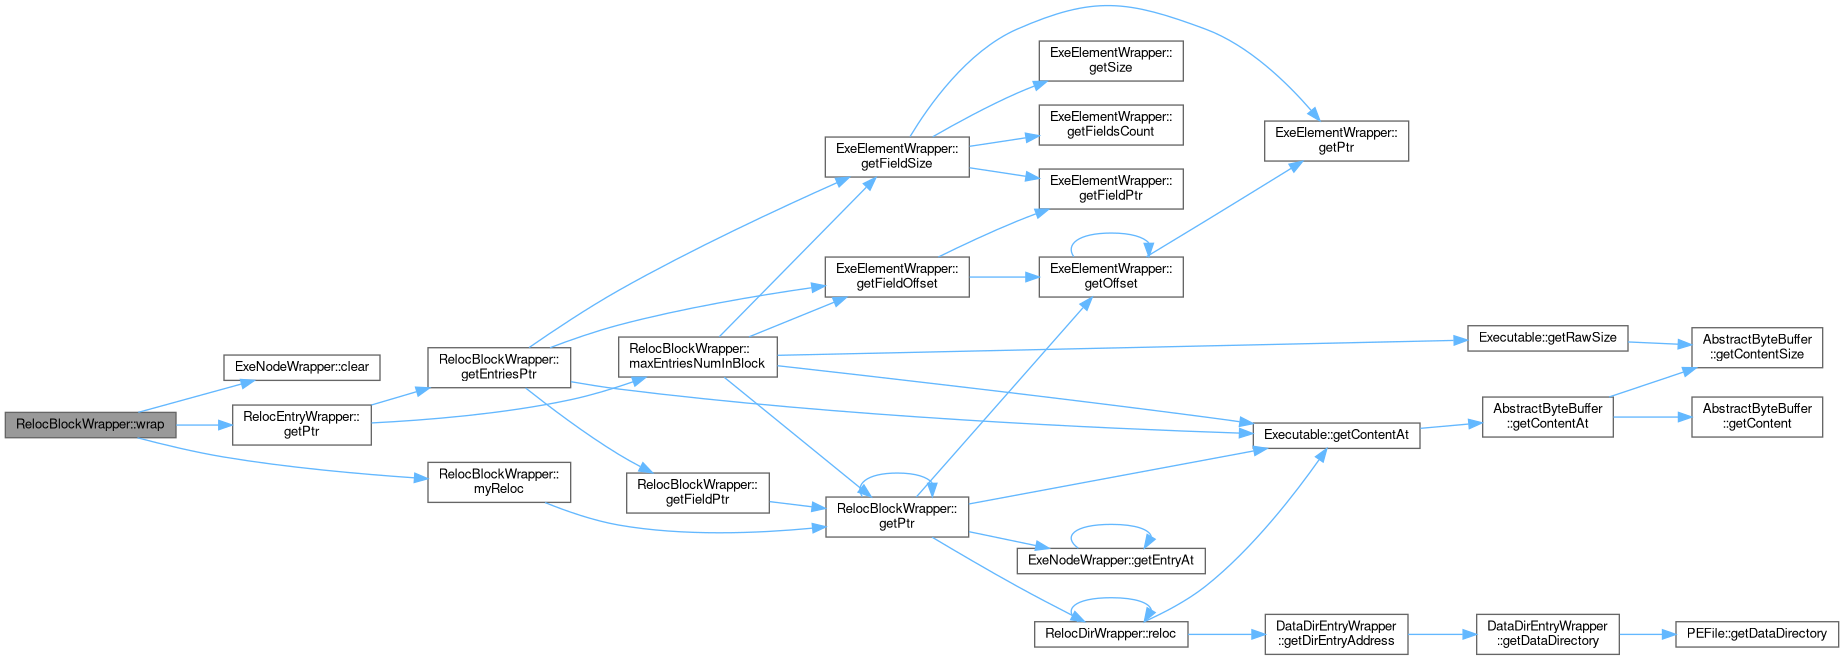 RelocBlockWrapper::wrap
ExeNodeWrapper::clear
RelocEntryWrapper::
getPtr
RelocBlockWrapper::
myReloc
RelocBlockWrapper::
getEntriesPtr
RelocBlockWrapper::
maxEntriesNumInBlock
RelocBlockWrapper::
getFieldPtr
ExeElementWrapper::
getFieldSize
ExeElementWrapper::
getFieldOffset
RelocBlockWrapper::
getPtr
ExeElementWrapper::
getSize
ExeElementWrapper::
getFieldsCount
ExeElementWrapper::
getFieldPtr
ExeElementWrapper::
getOffset
ExeNodeWrapper::getEntryAt
RelocDirWrapper::reloc
ExeElementWrapper::
getPtr
Executable::getContentAt
DataDirEntryWrapper
::getDirEntryAddress
Executable::getRawSize
AbstractByteBuffer
::getContentAt
DataDirEntryWrapper
::getDataDirectory
AbstractByteBuffer
::getContentSize
AbstractByteBuffer
::getContent
PEFile::getDataDirectory